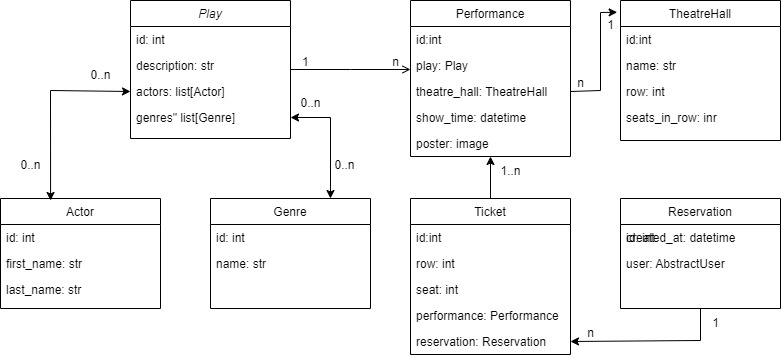 Play
id: int
description: str
actors: list[Actor]
genres" list[Genre]
Performance
id:int
play: Play
theatre_hall: TheatreHall
show_time: datetime
poster: image
TheatreHall
id:int
name: str
row: int
seats_in_row: inr
1
n
n
1
0..n
0..n
0..n
0..n
1..n
Actor
id: int
first_name: str
last_name: str
Genre
id: int
name: str
Ticket
id:int
row: int
seat: int
performance: Performance
reservation: Reservation
Reservation
id:int
created_at: datetime
user: AbstractUser
n
1